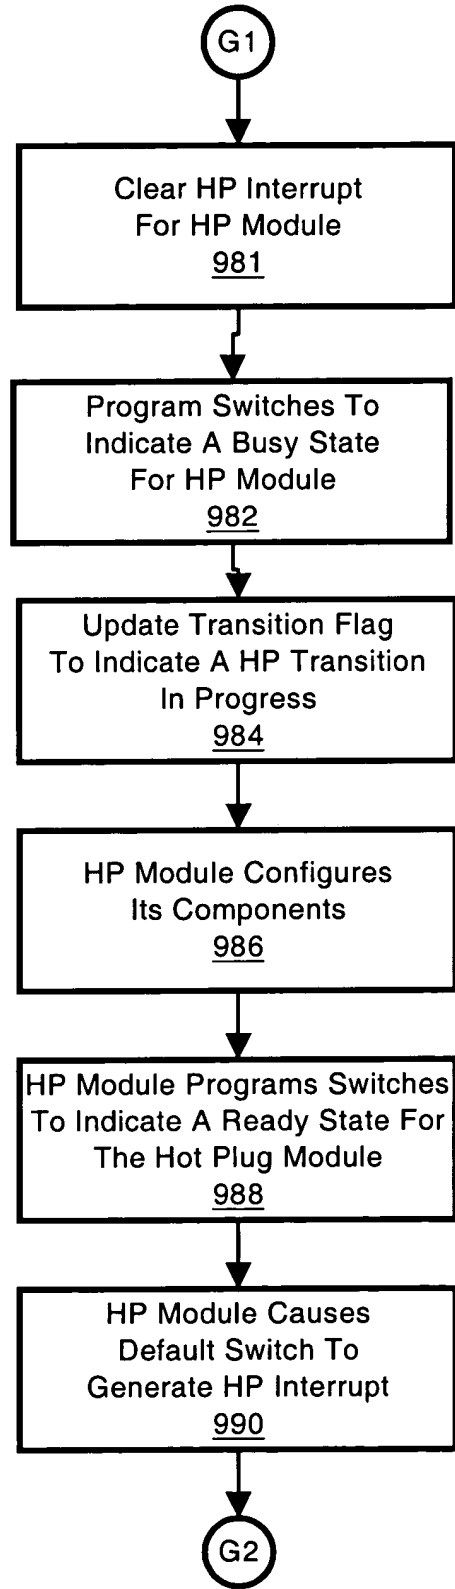 G1
Clear HP Interrupt
For HP Module
981
Program Switches To
Indicate A Busy State
For HP Module
982
Update Transition Flag
To Indicate A HP Transition
In Progress
984
HP Module Configures
Its Components
986
HP Module Programs Switches
To Indicate A Ready State For
The Hot Plug Module
988
HP Module Causes
Default Switch To
Generate HP Interrupt
990
G2